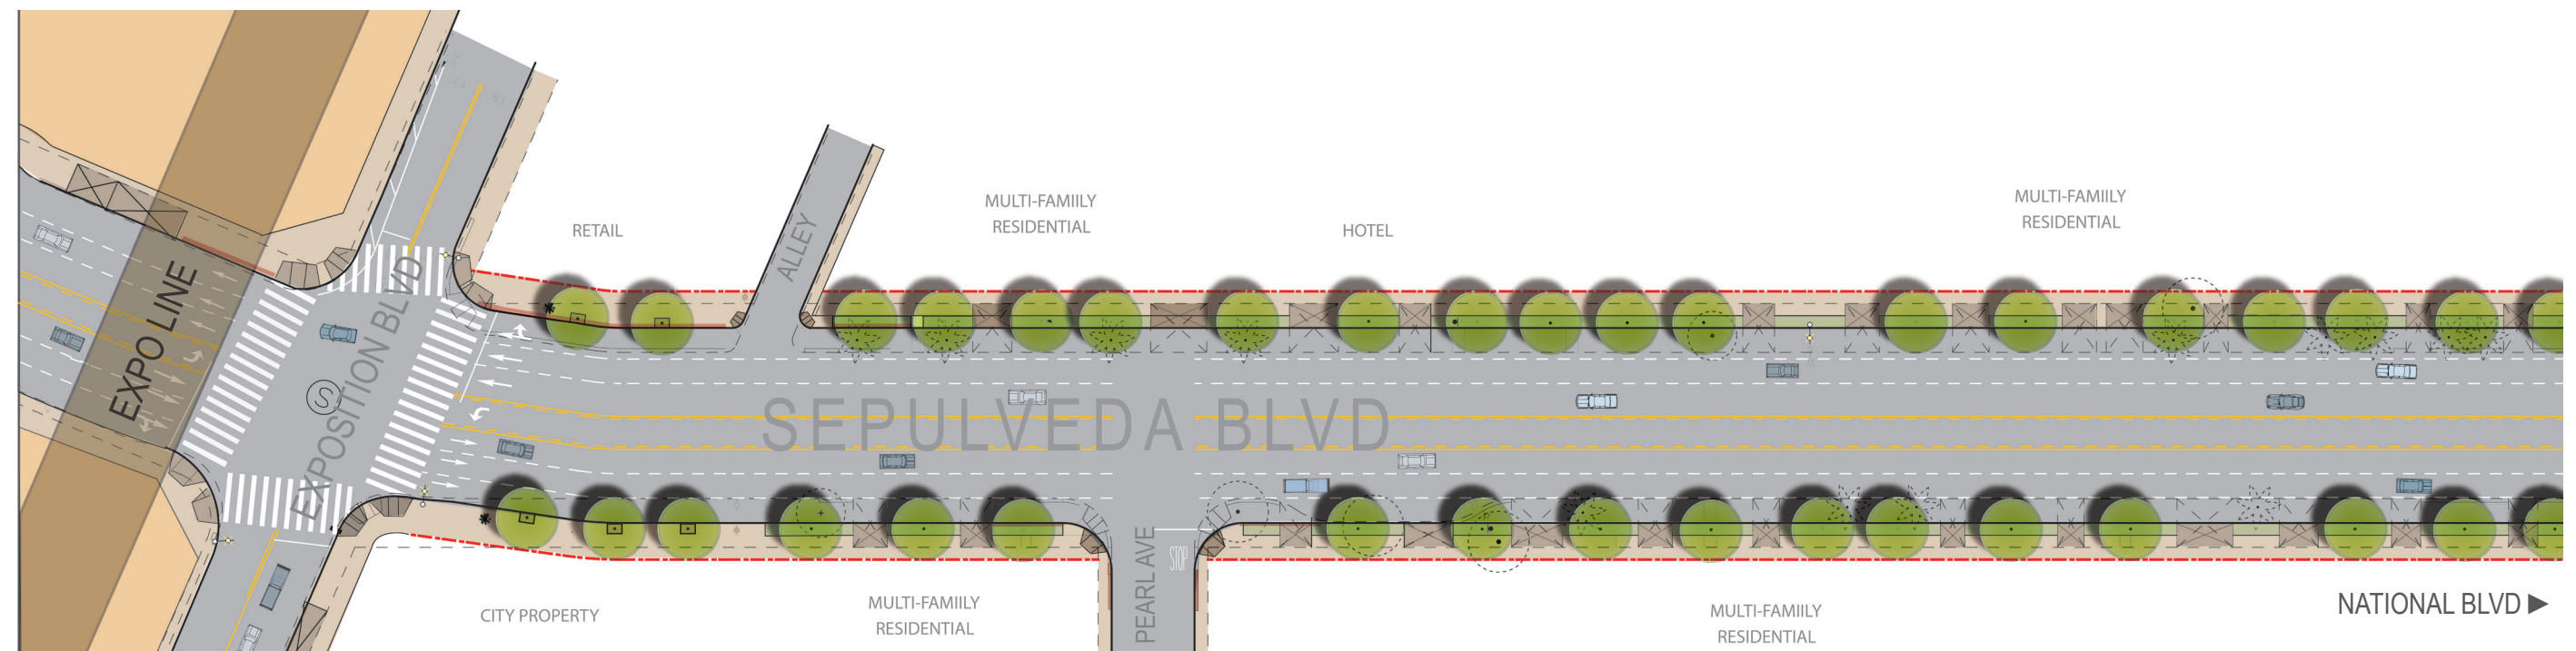 RETAIL
ALLEY
MULTI-FAMIILY
RESIDENTIAL
HOTEL
MULTI-FAMIILY
RESIDENTIAL
EXPO LINE
EXPOSITION BLVD
S
SEPULVEDA BLVD
PEARL AVE
STOP
CITY PROPERTY
MULTI-FAMIILY
RESIDENTIAL
MULTI-FAMIILY
RESIDENTIAL
NATIONAL BLVD